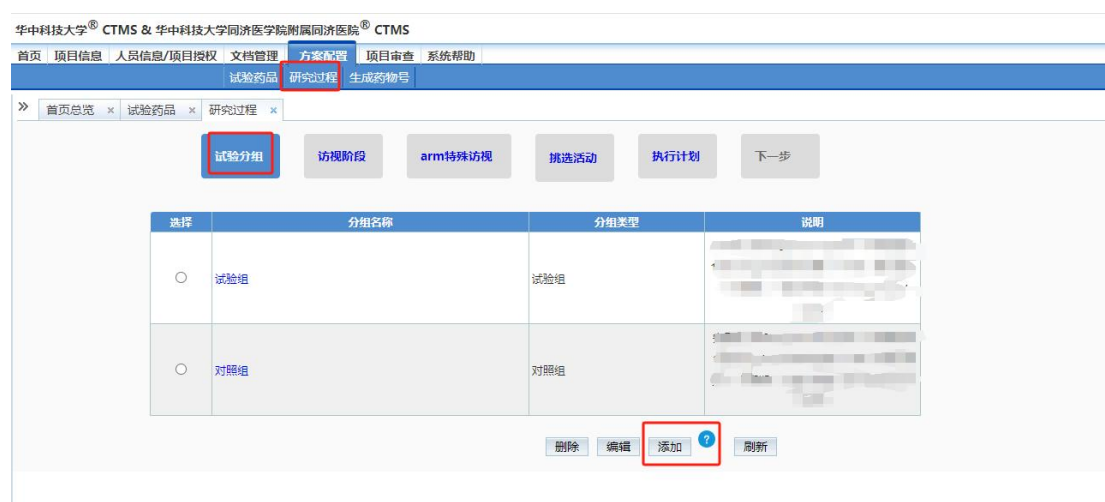 华中科技大学® CTMS & 华中科技大学同济医学院附属同济医院® CTMS
首页 项目信息 人员信息/项目授权 文档管理 方案配置 项目审查 系统帮助
试验药品 研究过程 生成药物号
» 首页总览 × 试验药品 × 研究过程 ×
试验分组 访视阶段 arm特殊访视 挑选活动 执行计划 下一步
选择 分组名称 分组类型 说明
试验组 试验组
对照组 对照组
删除 编辑 添加 ? 刷新